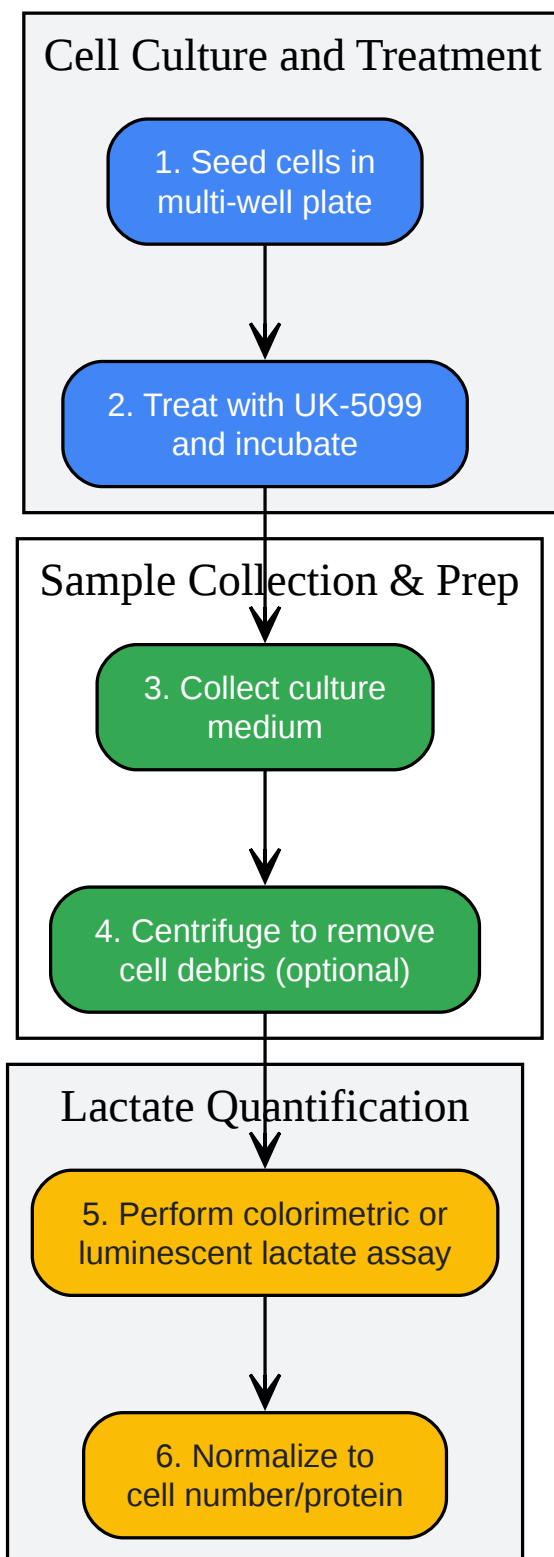 Cell Culture and Treatment
1. Seed cells in
multi-well plate
2. Treat with UK-5099
and incubate
Sample Collection & Prep
3. Collect culture
medium
4. Centrifuge to remove
cell debris (optional)
Lactate Quantification
5. Perform colorimetric or
luminescent lactate assay
6. Normalize to
cell number/protein